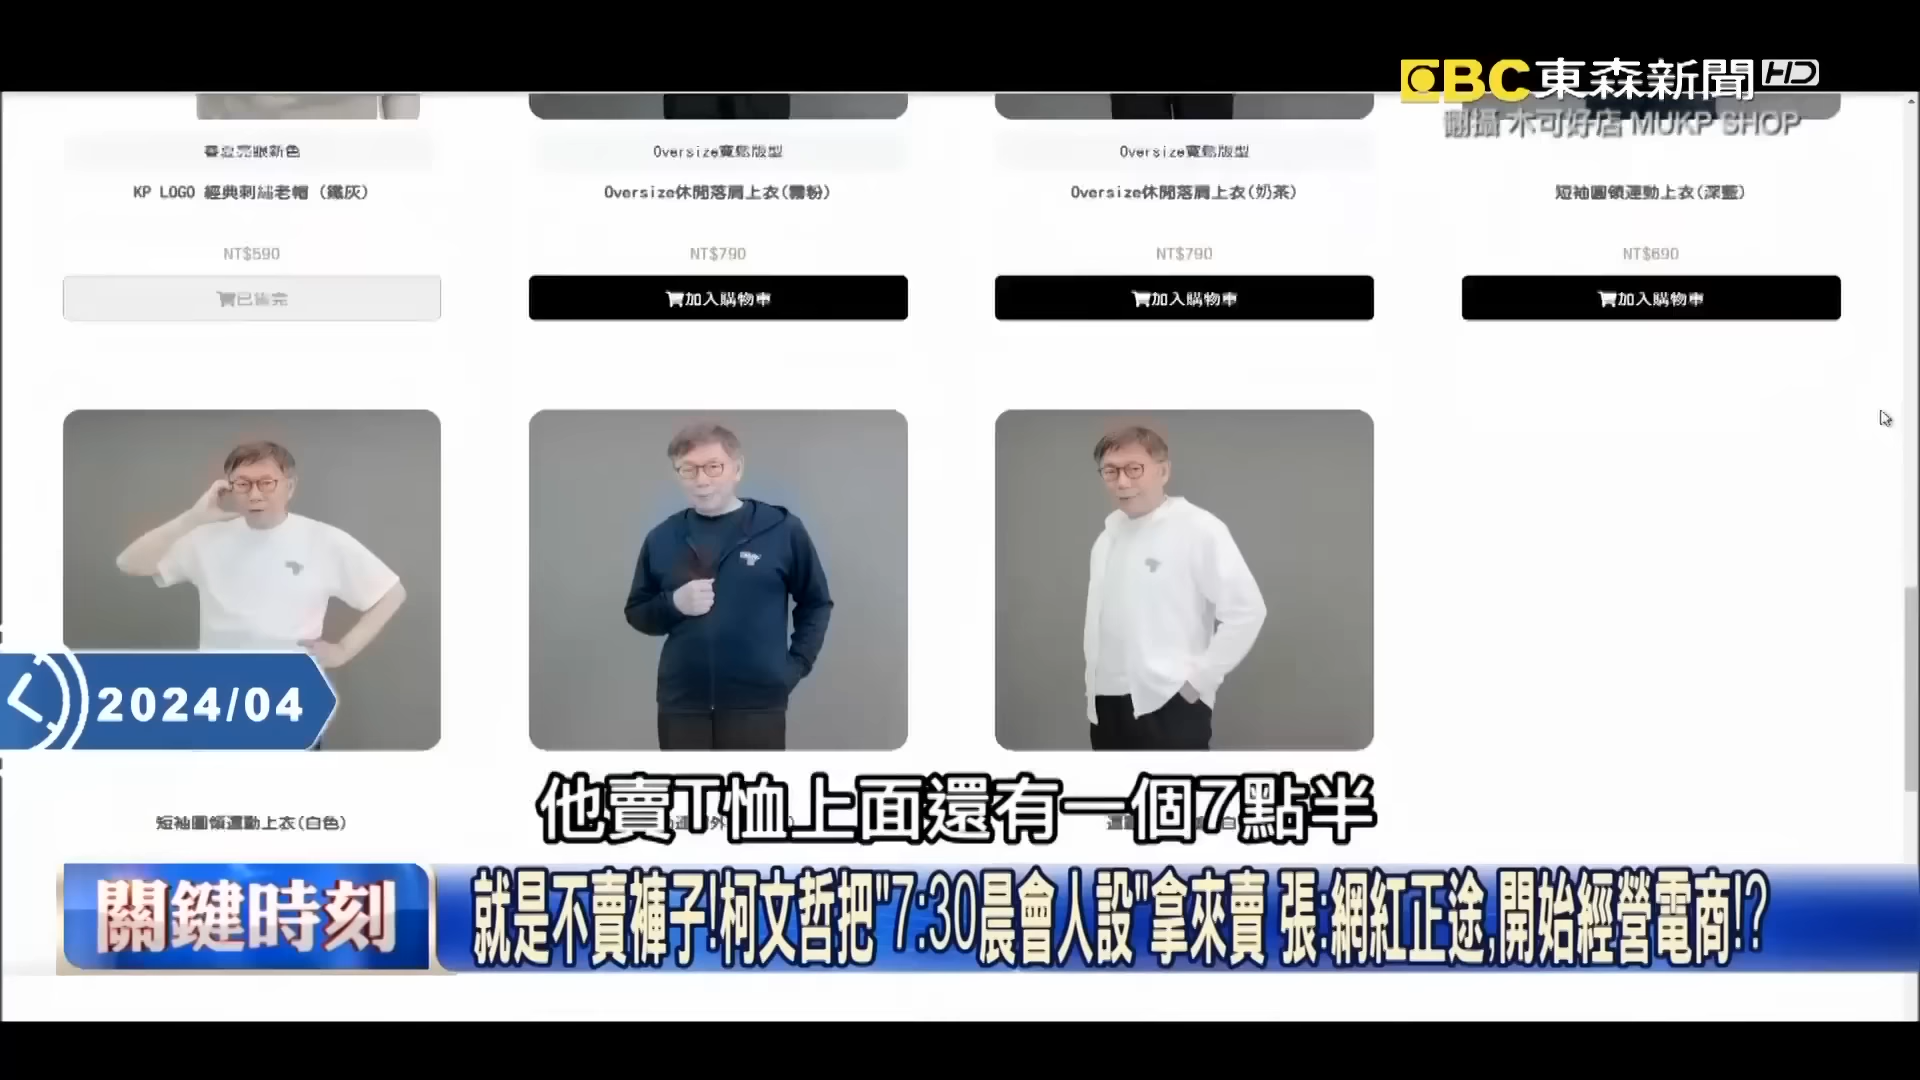 EBC東森新聞HD
翻攝 木可好店 MUKP SHOP
春夏亮眼新色
Oversize寬鬆版型
Oversize寬鬆版型
KP LOGO 經典刺繡老帽 (鐵灰)
Oversize休閒落肩上衣(霧粉)
Oversize休閒落肩上衣(奶茶)
短袖圓領運動上衣(深藍)
NT$590
NT$790
NT$790
NT$690
已售完
加入購物車
加入購物車
加入購物車
2024/04
短袖圓領運動上衣(白色)
他賣T恤上面還有一個7點半
關鍵時刻
就是不賣褲子!柯文哲把"7:30晨會人設"拿來賣 張:網紅正途,開始經營電商!?